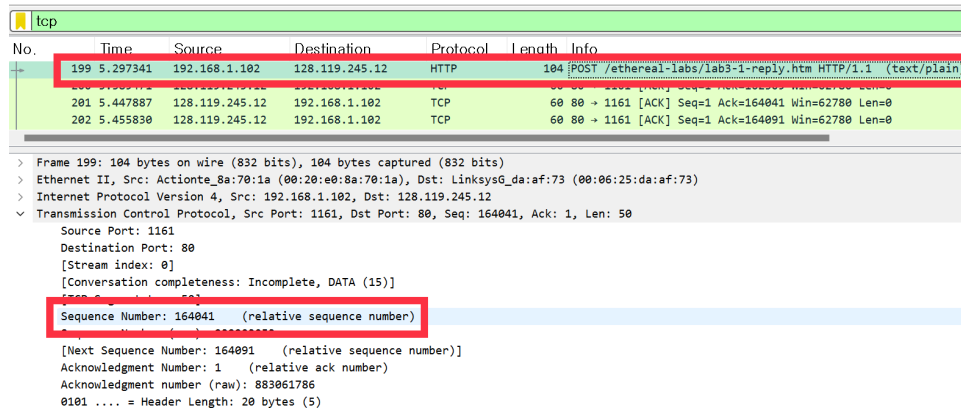 tcp
No. Time Source Destination Protocol Length Info
199 5.297341 192.168.1.102 128.119.245.12 HTTP 104 POST /ethereal-labs/lab3-1-reply.htm HTTP/1.1 (text/plain
201 5.447887 128.119.245.12 192.168.1.102 TCP 60 80 → 1161 [ACK] Seq=1 Ack=164041 Win=62780 Len=0
202 5.455830 128.119.245.12 192.168.1.102 TCP 60 80 → 1161 [ACK] Seq=1 Ack=164091 Win=62780 Len=0
Frame 199: 104 bytes on wire (832 bits), 104 bytes captured (832 bits)
Ethernet II, Src: Actionte_8a:70:1a (00:20:e0:8a:70:1a), Dst: LinksysG_da:af:73 (00:06:25:da:af:73)
Internet Protocol Version 4, Src: 192.168.1.102, Dst: 128.119.245.12
Transmission Control Protocol, Src Port: 1161, Dst Port: 80, Seq: 164041, Ack: 1, Len: 50
Source Port: 1161
Destination Port: 80
[Stream index: 0]
[Conversation completeness: Incomplete, DATA (15)]
Sequence Number: 164041 (relative sequence number)
[Next Sequence Number: 164091 (relative sequence number)]
Acknowledgment Number: 1 (relative ack number)
Acknowledgment number (raw): 883061786
0101 .... = Header Length: 20 bytes (5)